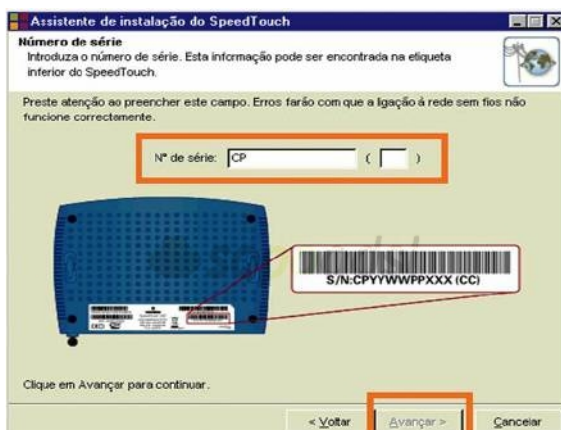 Assistente de instalação do SpeedTouch
Número de série
Introduza o número de série. Esta informação pode ser encontrada na etiqueta
inferior do SpeedTouch.
Preste atenção ao preencher este campo. Erros farão com que a ligação à rede sem fios não
funcione correctamente.
Nº de série: CP ( )
S/N:CPYYWWPPXXX (CC)
Clique em Avançar para continuar.
< Voltar Avançar > Cancelar